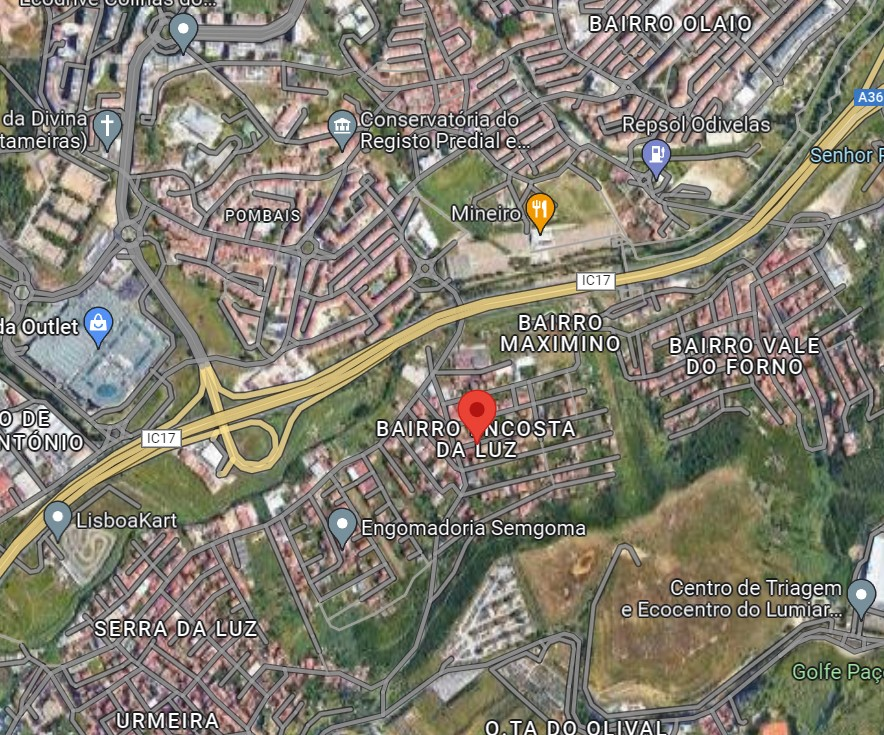 BAIRRO OLAIO
A36
da Divina
tameiras)
Conservatória do
Registo Predial e...
Repsol Odivelas
Senhor
POMBAIS
Mineiro
IC17
da Outlet
BAIRRO
MAXIMINO
BAIRRO VALE
DO FORNO
O DE
NTÓNIO
IC17
BAIRRO ENCOSTA
DA LUZ
LisboaKart
Engomadoria Semgoma
Centro de Triagem
e Ecocentro do Lumiar...
SERRA DA LUZ
Golfe Paç
URMEIRA
Q.TA DO OLIVAL